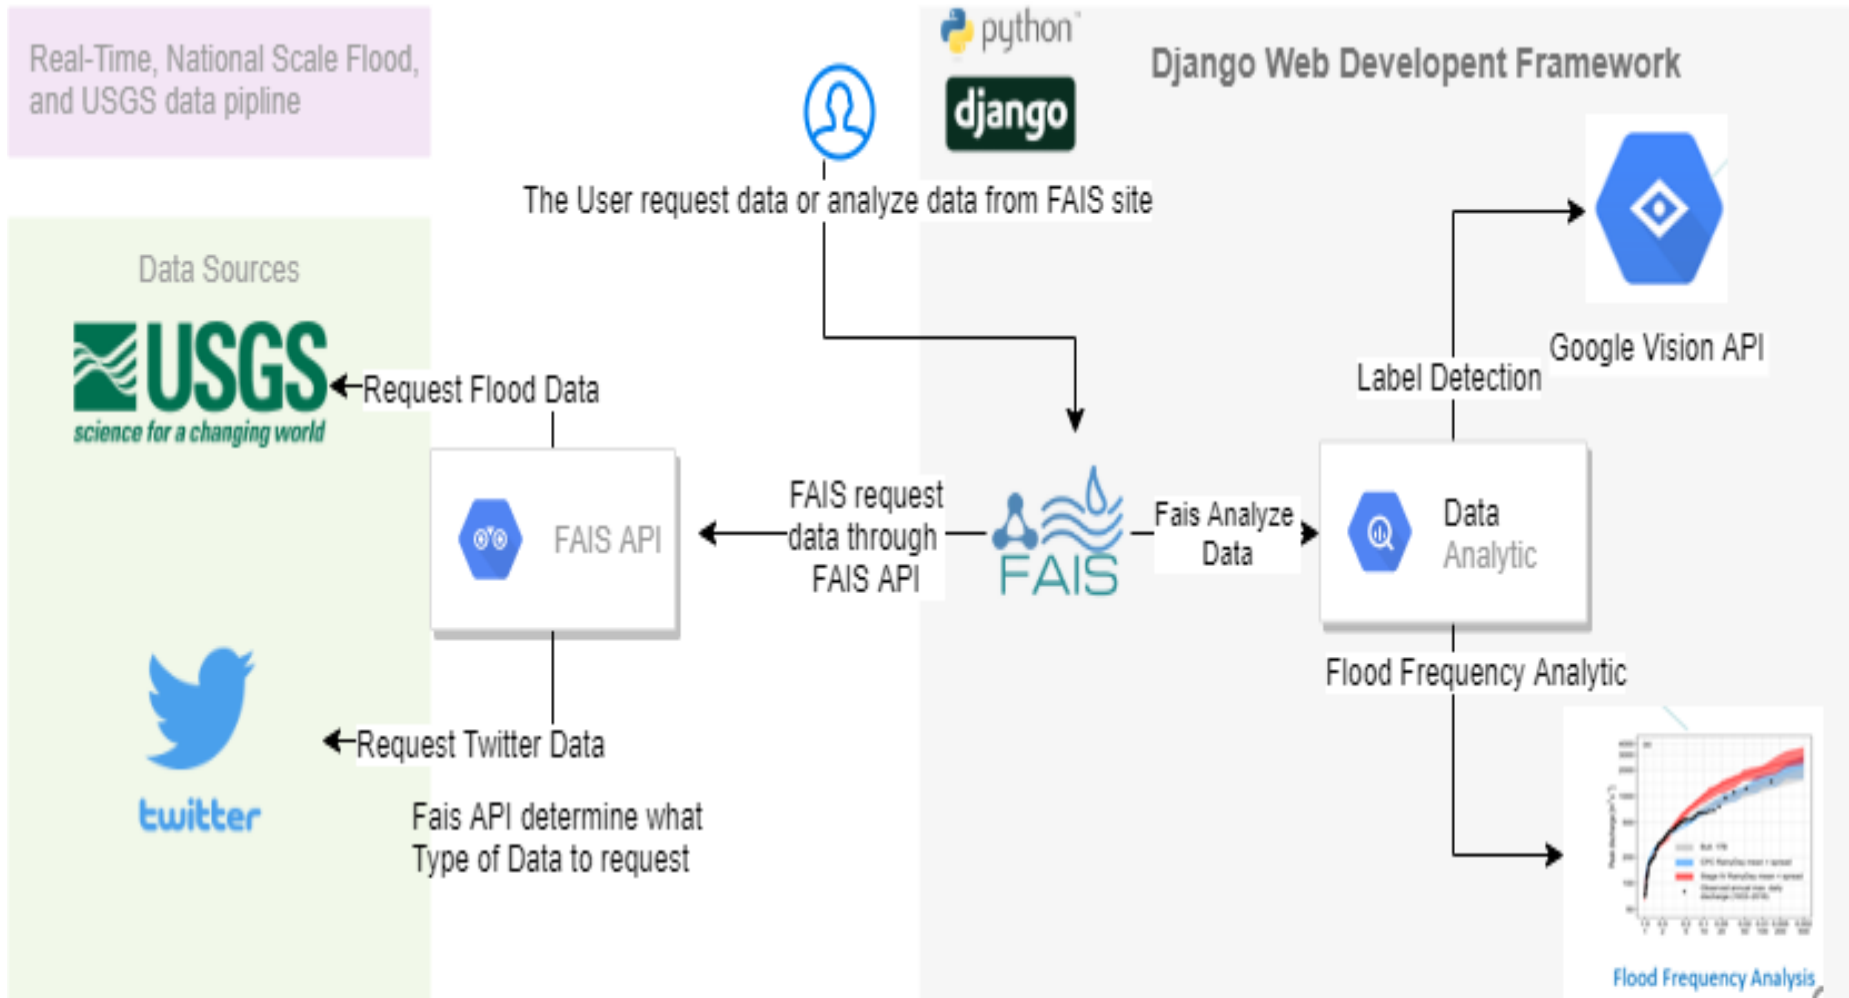 Real-Time, National Scale Flood,
and USGS data pipline
python™
django
Django Web Developent Framework
The User request data or analyze data from FAIS site
Data Sources
USGS
science for a changing world
Request Flood Data
FAIS API
Request Twitter Data
twitter
Fais API determine what
Type of Data to request
FAIS request
data through
FAIS API
FAIS
Fais Analyze
Data
Data
Analytic
Label Detection
Google Vision API
Flood Frequency Analytic
Flood Frequency Analysis